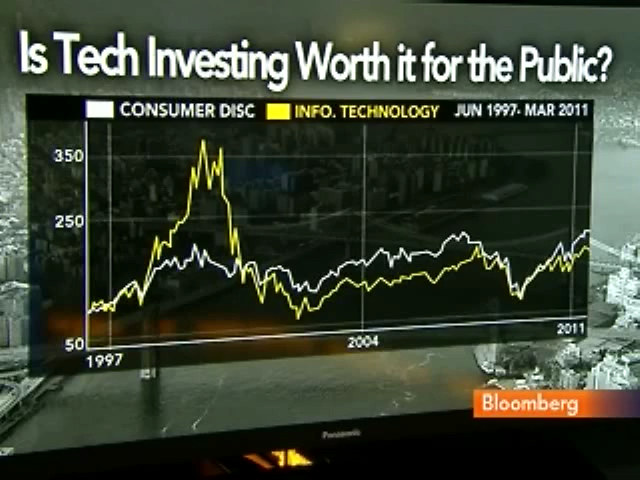 Is Tech Investing Worth it for the Public?
CONSUMER DISC INFO. TECHNOLOGY JUN 1997- MAR 2011
350
250
50
1997 2004 2011
Bloomberg
Panasonic